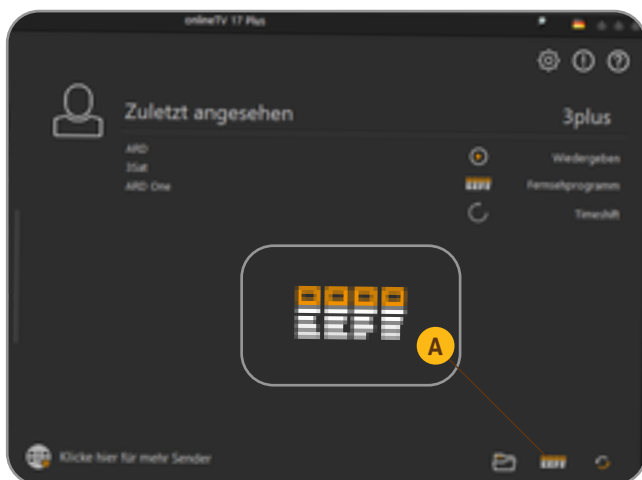 onlineTV 17 Plus
Zuletzt angesehen
3plus
ARD
3Sat
ARD One
Wiedergeben
Fernsehprogramm
Timeshift
A
Klicke hier für mehr Sender